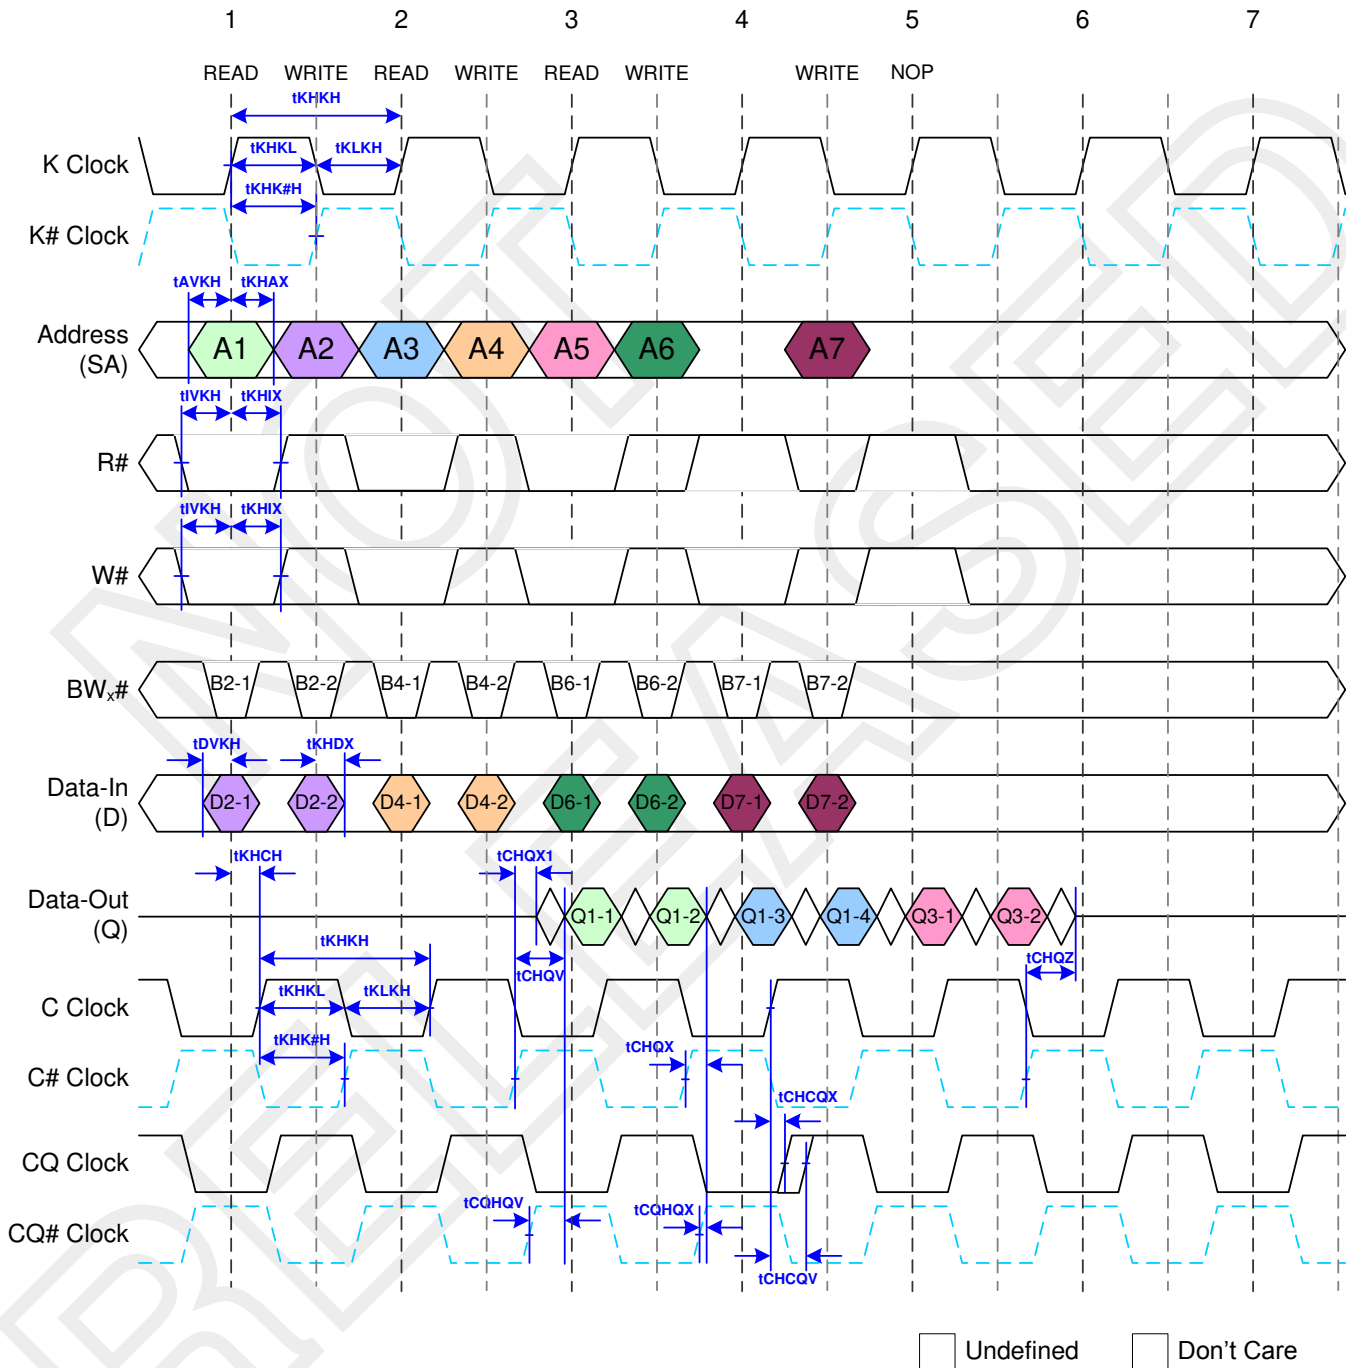 1 2 3 4 5 6 7
READ WRITE READ WRITE READ WRITE WRITE NOP
tKHKH
K Clock
tKHKL tKLKH
tKHK#H
K# Clock
tAVKH tKHAX
Address
(SA)
A1 A2 A3 A4 A5 A6 A7
tIVKH tKHIX
R#
tIVKH tKHIX
W#
BWx#
B2-1 B2-2 B4-1 B4-2 B6-1 B6-2 B7-1 B7-2
tDVKH tKHDX
Data-In
(D)
D2-1 D2-2 D4-1 D4-2 D6-1 D6-2 D7-1 D7-2
tKHCH tCHQX1
Data-Out
(Q)
Q1-1 Q1-2 Q1-3 Q1-4 Q3-1 Q3-2
tKHKH tCHQV tCHQZ
C Clock
tKHKL tKLKH
tKHK#H tCHQX
C# Clock
tCHCQX
CQ Clock
tCQHQV tCQHQX
CQ# Clock
tCHCQV
Undefined Don't Care
NOT
RELEASED